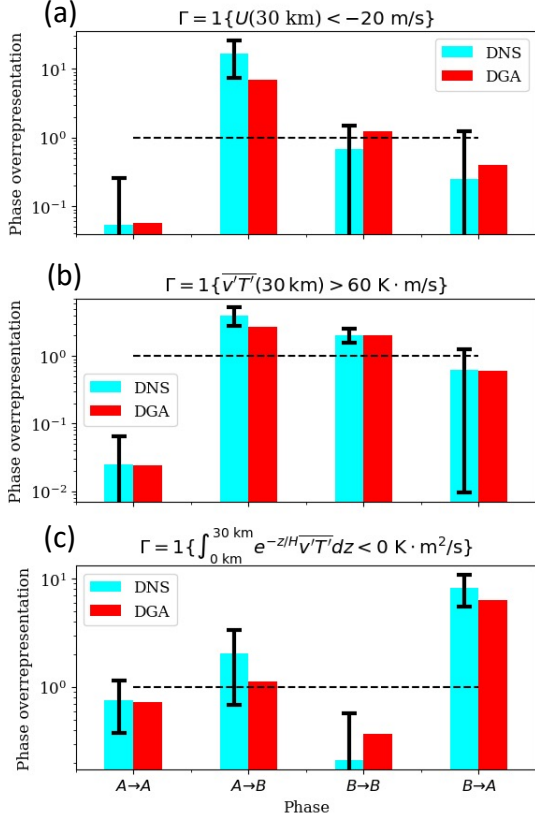 (a)
Γ = 1{U(30 km) < −20 m/s}
Phase overrepresentation
10¹
10⁰
10⁻¹
DNS
DGA
(b)
Γ = 1{v′T′(30 km) > 60 K · m/s}
Phase overrepresentation
10⁰
10⁻¹
10⁻²
DNS
DGA
(c)
Γ = 1{∫₀ ₖₘ³⁰ ᵏᵐ e^{−z/H} v′T′dz < 0 K · m²/s}
Phase overrepresentation
10¹
10⁰
DNS
DGA
A→A A→B B→B B→A
Phase